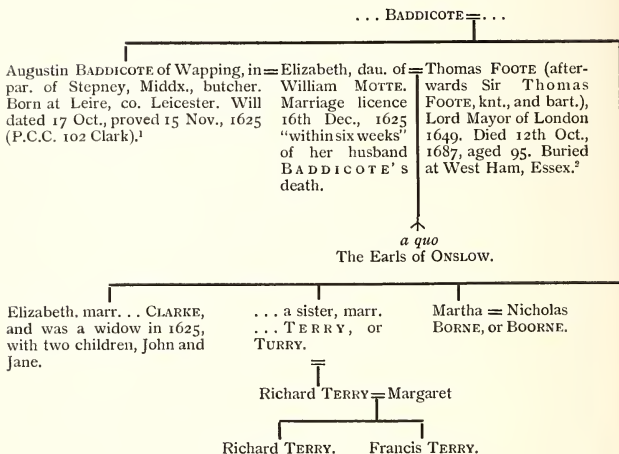 ... BADDICOTE = ...
Augustin BADDICOTE of Wapping, in
par. of Stepney, Middx., butcher.
Born at Leire, co. Leicester. Will
dated 17 Oct., proved 15 Nov., 1625
(P.C.C. 102 Clark).¹
= Elizabeth, dau. of
William MOTTE.
Marriage licence
16th Dec., 1625
"within six weeks"
of her husband
BADDICOTE'S
death.
= Thomas FOOTE (after-
wards Sir Thomas
FOOTE, knt., and bart.),
Lord Mayor of London
1649. Died 12th Oct.,
1687, aged 95. Buried
at West Ham, Essex.²
a quo
The Earls of ONSLOW.
Elizabeth. marr. . . CLARKE,
and was a widow in 1625,
with two children, John and
Jane.
... a sister, marr.
... TERRY, or
TURRY.
=
Martha = Nicholas
BORNE, or BOORNE.
Richard TERRY = Margaret
Richard TERRY. Francis TERRY.